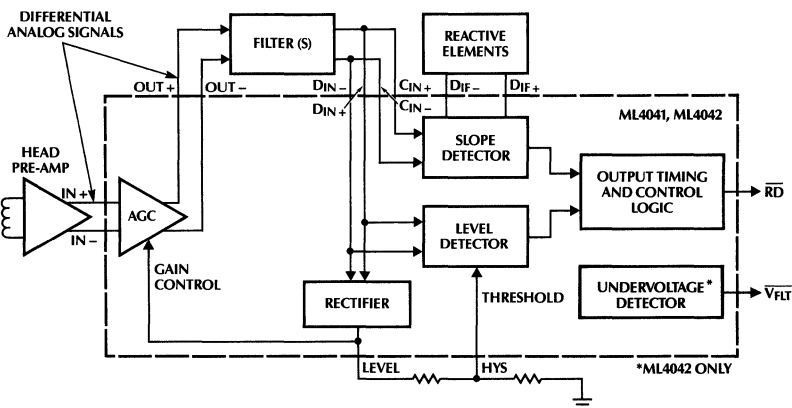 DIFFERENTIAL
ANALOG SIGNALS
FILTER (S)
REACTIVE
ELEMENTS
OUT +
OUT −
DIN −
DIN +
CIN +
CIN −
DIF −
DIF +
ML4041, ML4042
HEAD
PRE-AMP
IN +
IN −
AGC
SLOPE
DETECTOR
OUTPUT TIMING
AND CONTROL
LOGIC
RD
LEVEL
DETECTOR
GAIN
CONTROL
RECTIFIER
THRESHOLD
UNDERVOLTAGE*
DETECTOR
VFLT
LEVEL
HYS
*ML4042 ONLY